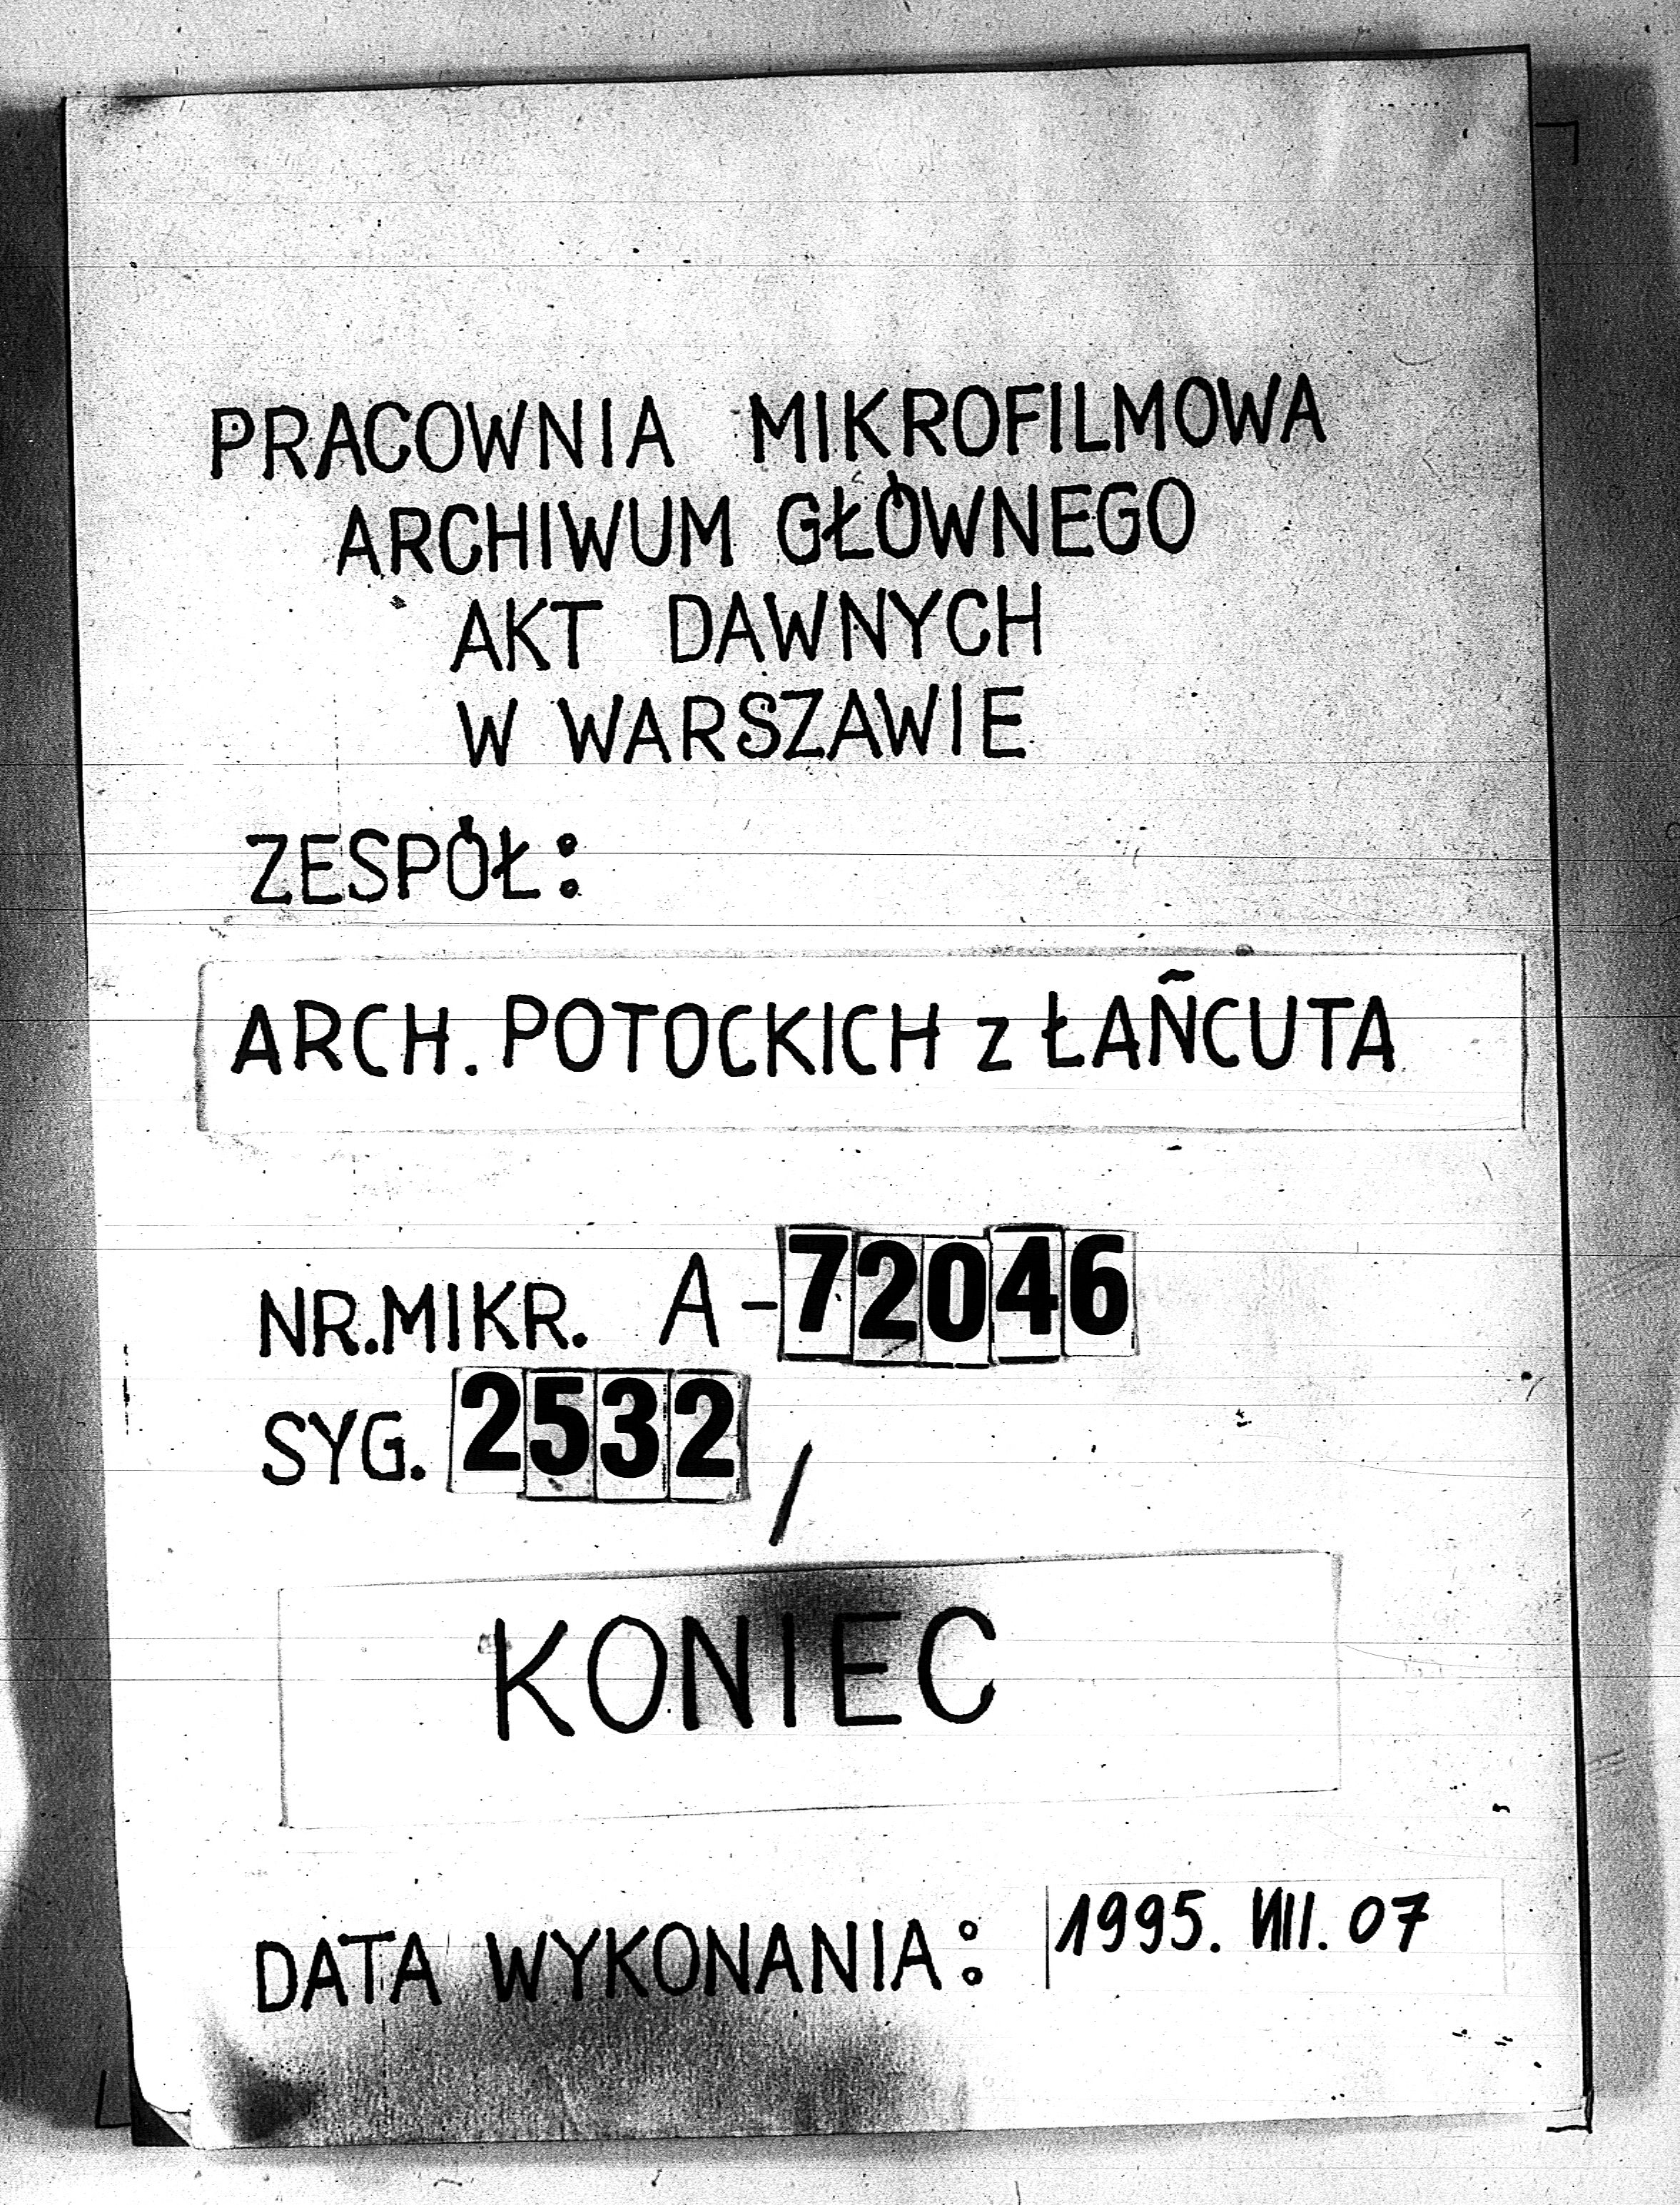 PRACOWNIA MIKROFILMOWA
ARCHIWUM GŁÓWNEGO
AKT DAWNYCH
W WARSZAWIE
ZESPÓŁ:
ARCH. POTOCKICH z ŁAŃCUTA
NR.MIKR. A-72046
SYG. 2532/
KONIEC
DATA WYKONANIA: 1995. VIII. 07